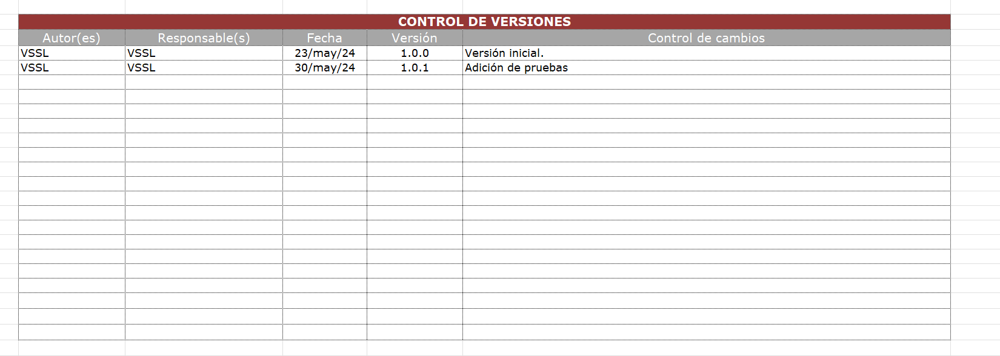 CONTROL DE VERSIONES
Autor(es) Responsable(s) Fecha Versión Control de cambios
VSSL VSSL 23/may/24 1.0.0 Versión inicial.
VSSL VSSL 30/may/24 1.0.1 Adición de pruebas